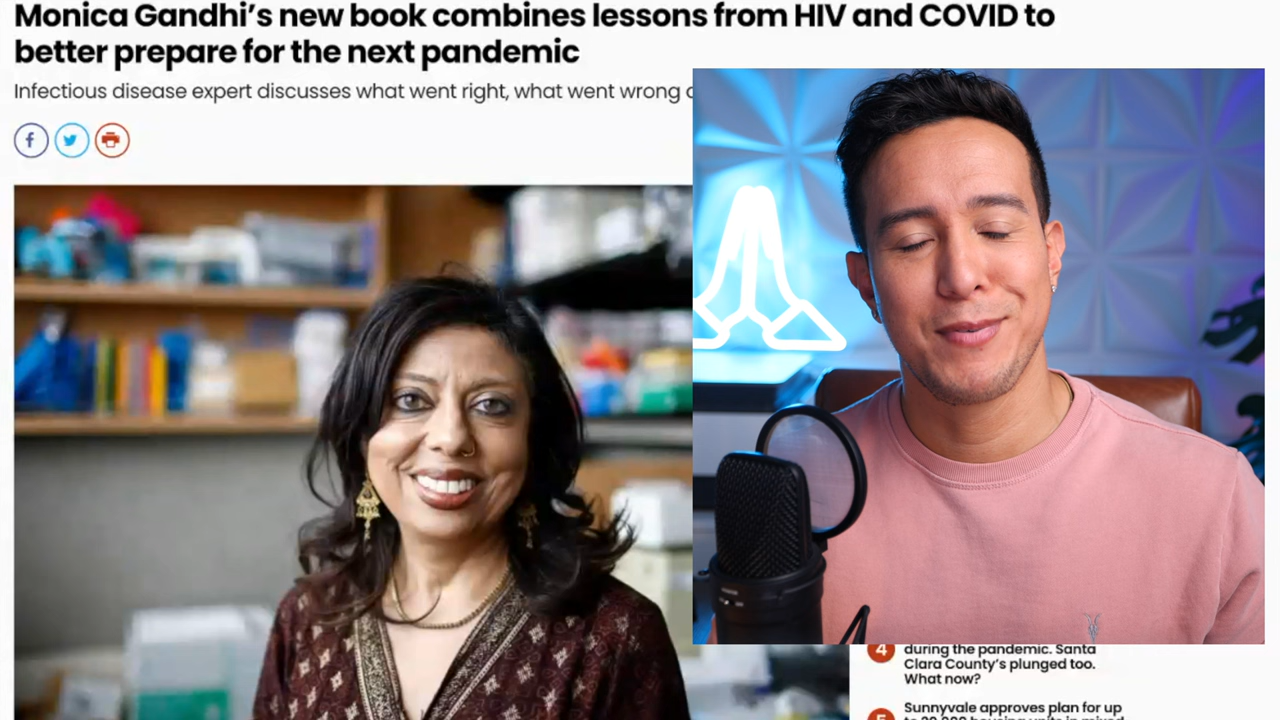 Monica Gandhi’s new book combines lessons from HIV and COVID to
better prepare for the next pandemic
Infectious disease expert discusses what went right, what went wrong
4
during the pandemic. Santa
Clara County’s plunged too.
What now?
5
Sunnyvale approves plan for up